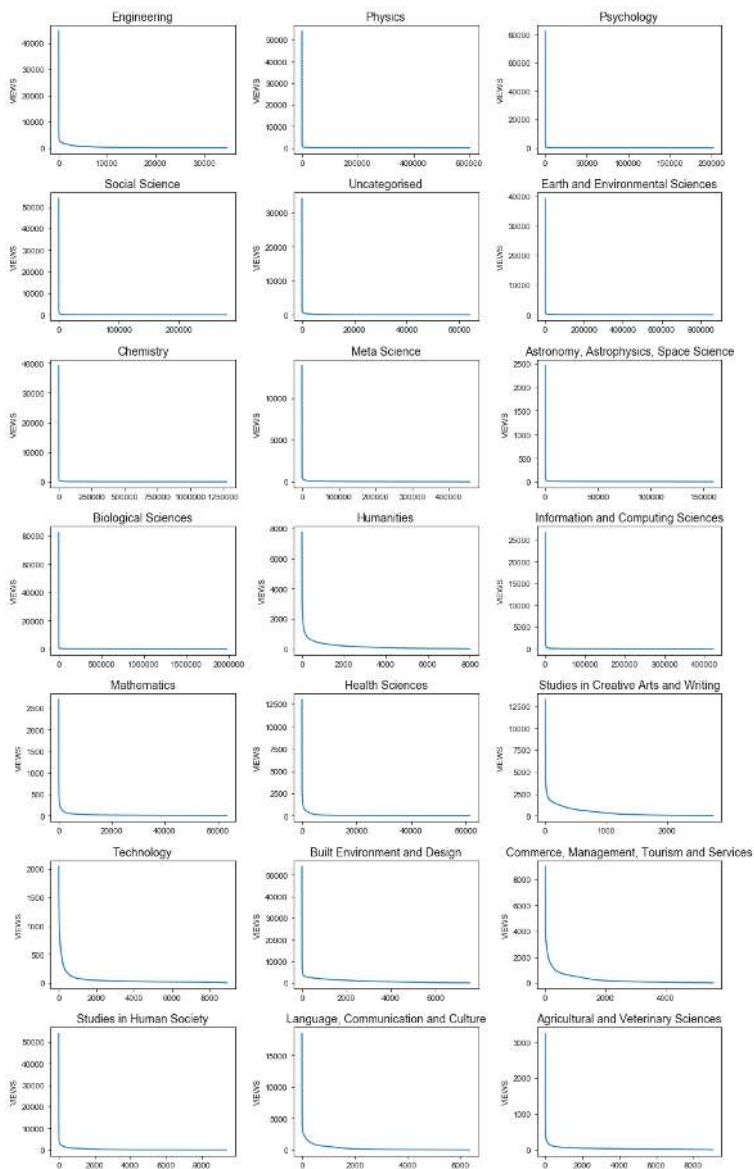 Engineering
VIEWS
40000
30000
20000
10000
0
0 10000 20000 30000
Physics
VIEWS
50000
40000
30000
20000
10000
0
0 200000 400000 600000
Psychology
VIEWS
80000
60000
40000
20000
0
0 50000 100000 150000 200000
Social Science
VIEWS
50000
40000
30000
20000
10000
0
0 100000 200000
Uncategorised
VIEWS
30000
20000
10000
0
0 20000 40000 60000
Earth and Environmental Sciences
VIEWS
40000
30000
20000
10000
0
0 200000 400000 600000 800000
Chemistry
VIEWS
40000
30000
20000
10000
0
0 250000 500000 750000 1000000 1250000
Meta Science
VIEWS
10000
5000
0
0 100000 200000 300000 400000
Astronomy, Astrophysics, Space Science
VIEWS
2500
2000
1500
1000
500
0
0 50000 100000 150000
Biological Sciences
VIEWS
80000
60000
40000
20000
0
0 500000 1000000 1500000 2000000
Humanities
VIEWS
8000
6000
4000
2000
0
0 2000 4000 6000 8000
Information and Computing Sciences
VIEWS
25000
20000
15000
10000
5000
0
0 100000 200000 300000 400000
Mathematics
VIEWS
2500
2000
1500
1000
500
0
0 20000 40000 60000
Health Sciences
VIEWS
12500
10000
7500
5000
2500
0
0 20000 40000 60000
Studies in Creative Arts and Writing
VIEWS
12500
10000
7500
5000
2500
0
0 1000 2000
Technology
VIEWS
2000
1500
1000
500
0
0 2000 4000 6000 8000
Built Environment and Design
VIEWS
50000
40000
30000
20000
10000
0
0 2000 4000 6000
Commerce, Management, Tourism and Services
VIEWS
8000
6000
4000
2000
0
0 2000 4000
Studies in Human Society
VIEWS
50000
40000
30000
20000
10000
0
0 2000 4000 6000 8000
Language, Communication and Culture
VIEWS
15000
10000
5000
0
0 2000 4000 6000
Agricultural and Veterinary Sciences
VIEWS
3000
2000
1000
0
0 2000 4000 6000 8000